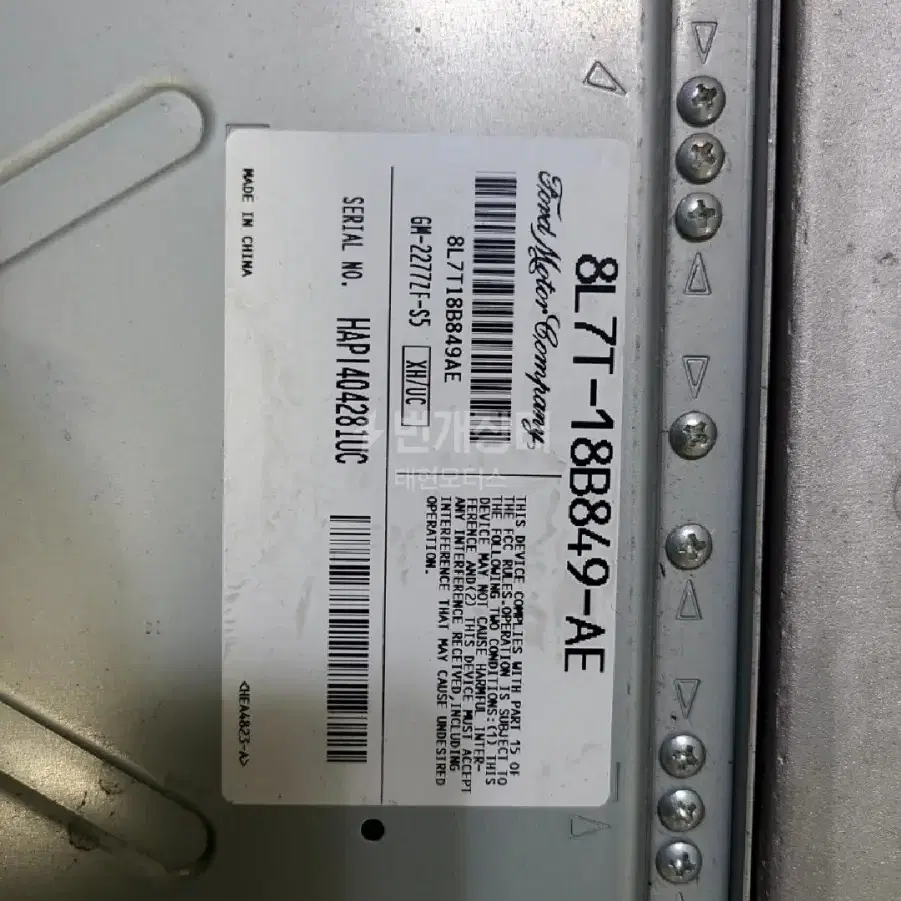 8L7T-18B849-AE
Ford Motor Company,
8L7T18B849AE
GM-2277ZF-S5 XH/UC
THIS DEVICE COMPLIES WITH PART 15 OF
THE FCC RULES.OPERATION IS SUBJECT TO
THE FOLLOWING TWO CONDITIONS:(1) THIS
DEVICE MAY NOT CAUSE HARMFUL INTER-
FERENCE AND(2) THIS DEVICE MUST ACCEPT
ANY INTERFERENCE RECEIVED,INCLUDING
INTERFERENCE THAT MAY CAUSE UNDESIRED
OPERATION.
SERIAL NO. HAPI404281UC
MADE IN CHINA
<HEA4823-A>
번개장터
태현모터스